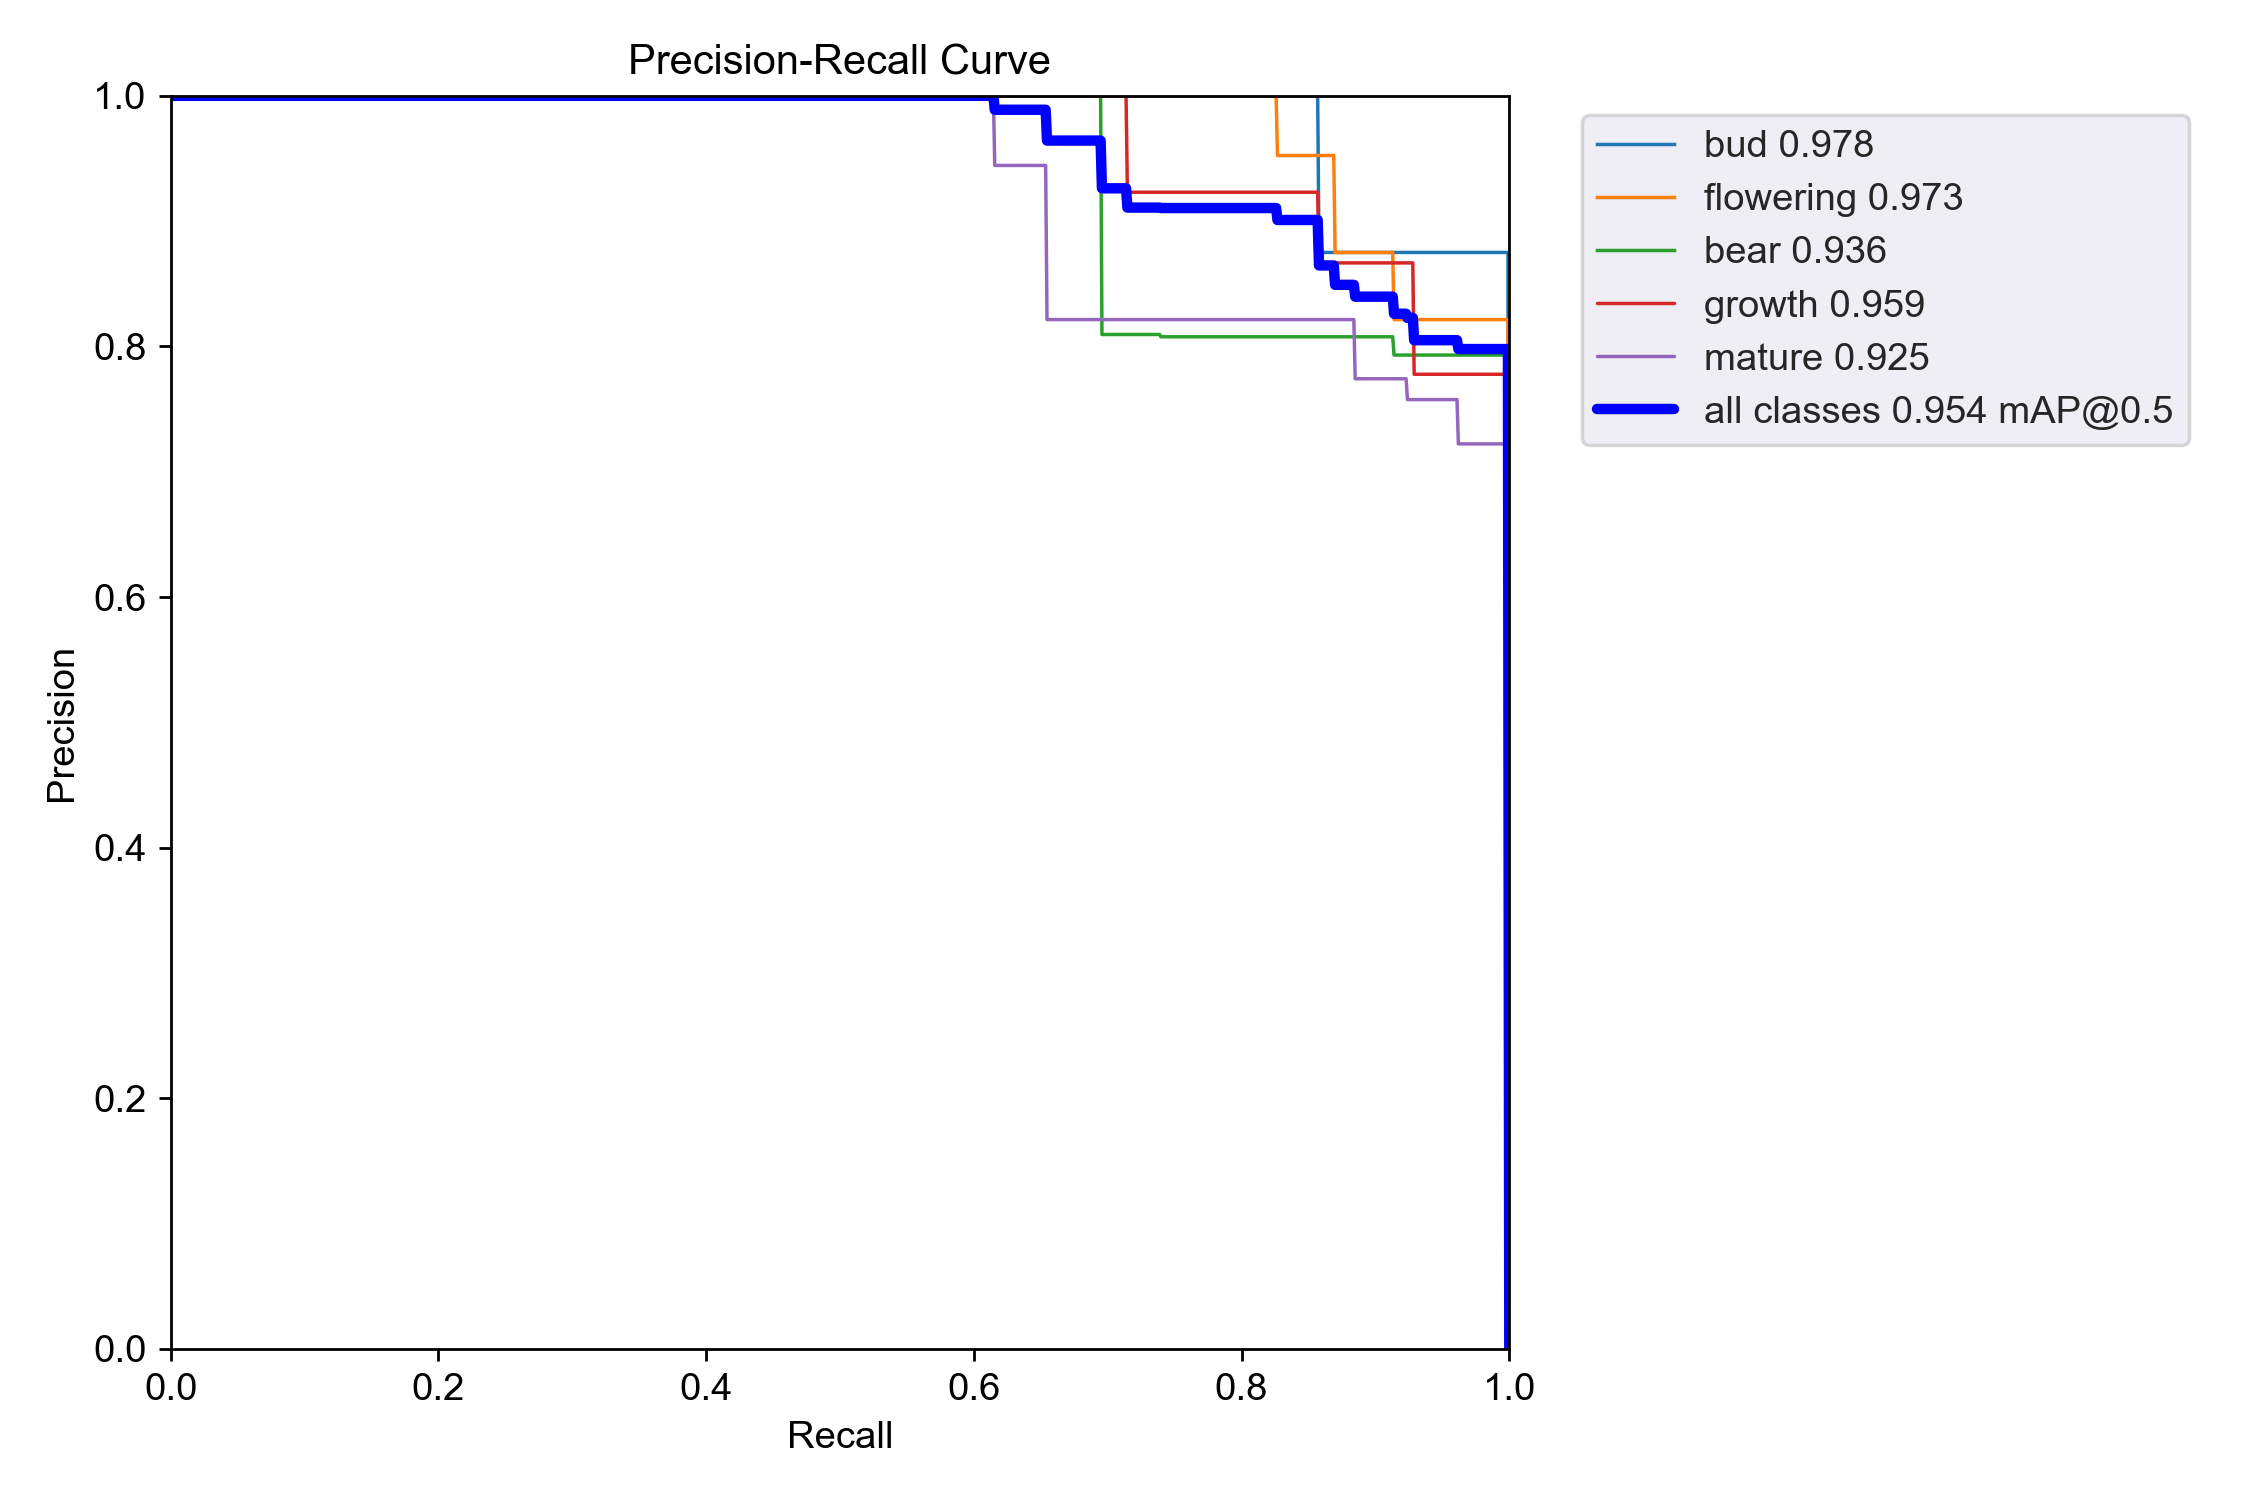 Precision-Recall Curve
1.0
0.8
0.6
0.4
0.2
0.0
Precision
0.0 0.2 0.4 0.6 0.8 1.0
Recall
bud 0.978
flowering 0.973
bear 0.936
growth 0.959
mature 0.925
all classes 0.954 mAP@0.5